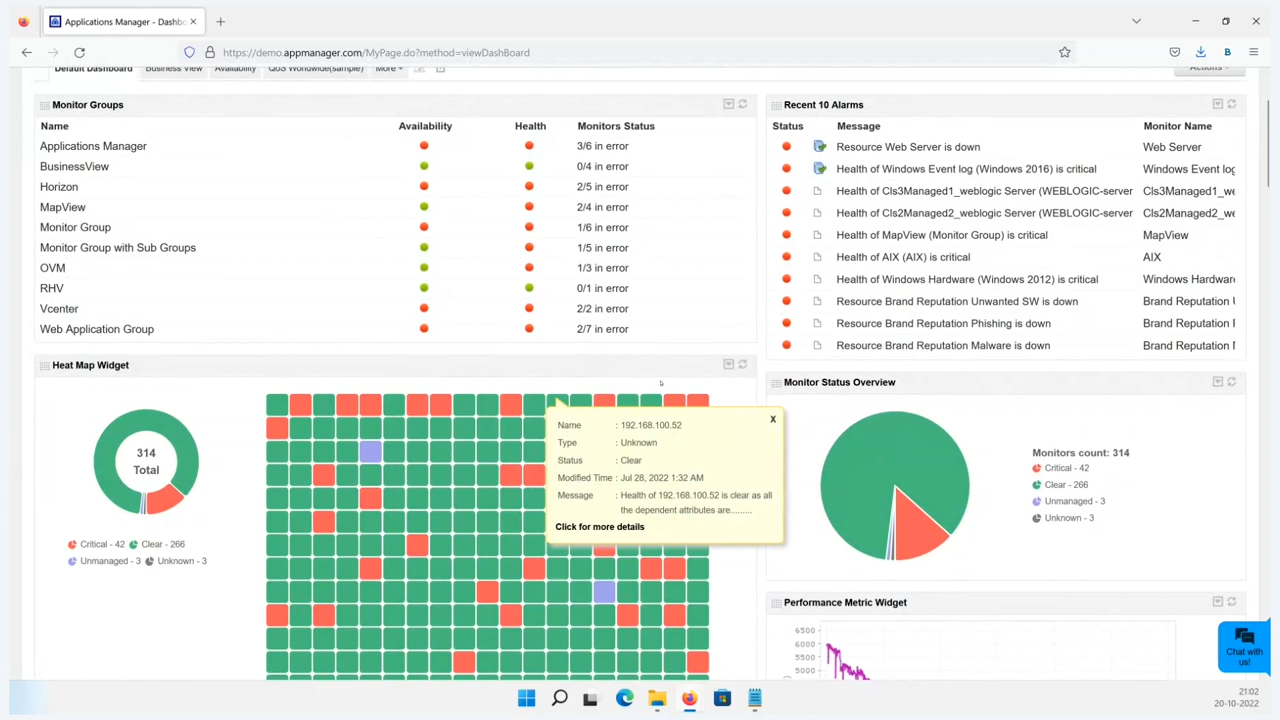 Applications Manager - Dashbo
https://demo.appmanager.com/MyPage.do?method=viewDashBoard
Default Dashboard Business View Availability QoS Worldwide(sample) More Actions
Monitor Groups
Name Availability Health Monitors Status
Applications Manager 3/6 in error
BusinessView 0/4 in error
Horizon 2/5 in error
MapView 2/4 in error
Monitor Group 1/6 in error
Monitor Group with Sub Groups 1/5 in error
OVM 1/3 in error
RHV 0/1 in error
Vcenter 2/2 in error
Web Application Group 2/7 in error
Recent 10 Alarms
Status Message Monitor Name
Resource Web Server is down Web Server
Health of Windows Event log (Windows 2016) is critical Windows Event log
Health of Cls3Managed1_weblogic Server (WEBLOGIC-server Cls3Managed1_we
Health of Cls2Managed2_weblogic Server (WEBLOGIC-server Cls2Managed2_we
Health of MapView (Monitor Group) is critical MapView
Health of AIX (AIX) is critical AIX
Health of Windows Hardware (Windows 2012) is critical Windows Hardware
Resource Brand Reputation Unwanted SW is down Brand Reputation
Resource Brand Reputation Phishing is down Brand Reputation
Resource Brand Reputation Malware is down Brand Reputation
Heat Map Widget
314
Total
Critical - 42 Clear - 266
Unmanaged - 3 Unknown - 3
X
Name : 192.168.100.52
Type : Unknown
Status : Clear
Modified Time : Jul 28, 2022 1:32 AM
Message : Health of 192.168.100.52 is clear as all
the dependent attributes are.........
Click for more details
Monitor Status Overview
Monitors count: 314
Critical - 42
Clear - 266
Unmanaged - 3
Unknown - 3
Performance Metric Widget
6500
6000
5500
5000
Chat with
us!
21:02
20-10-2022